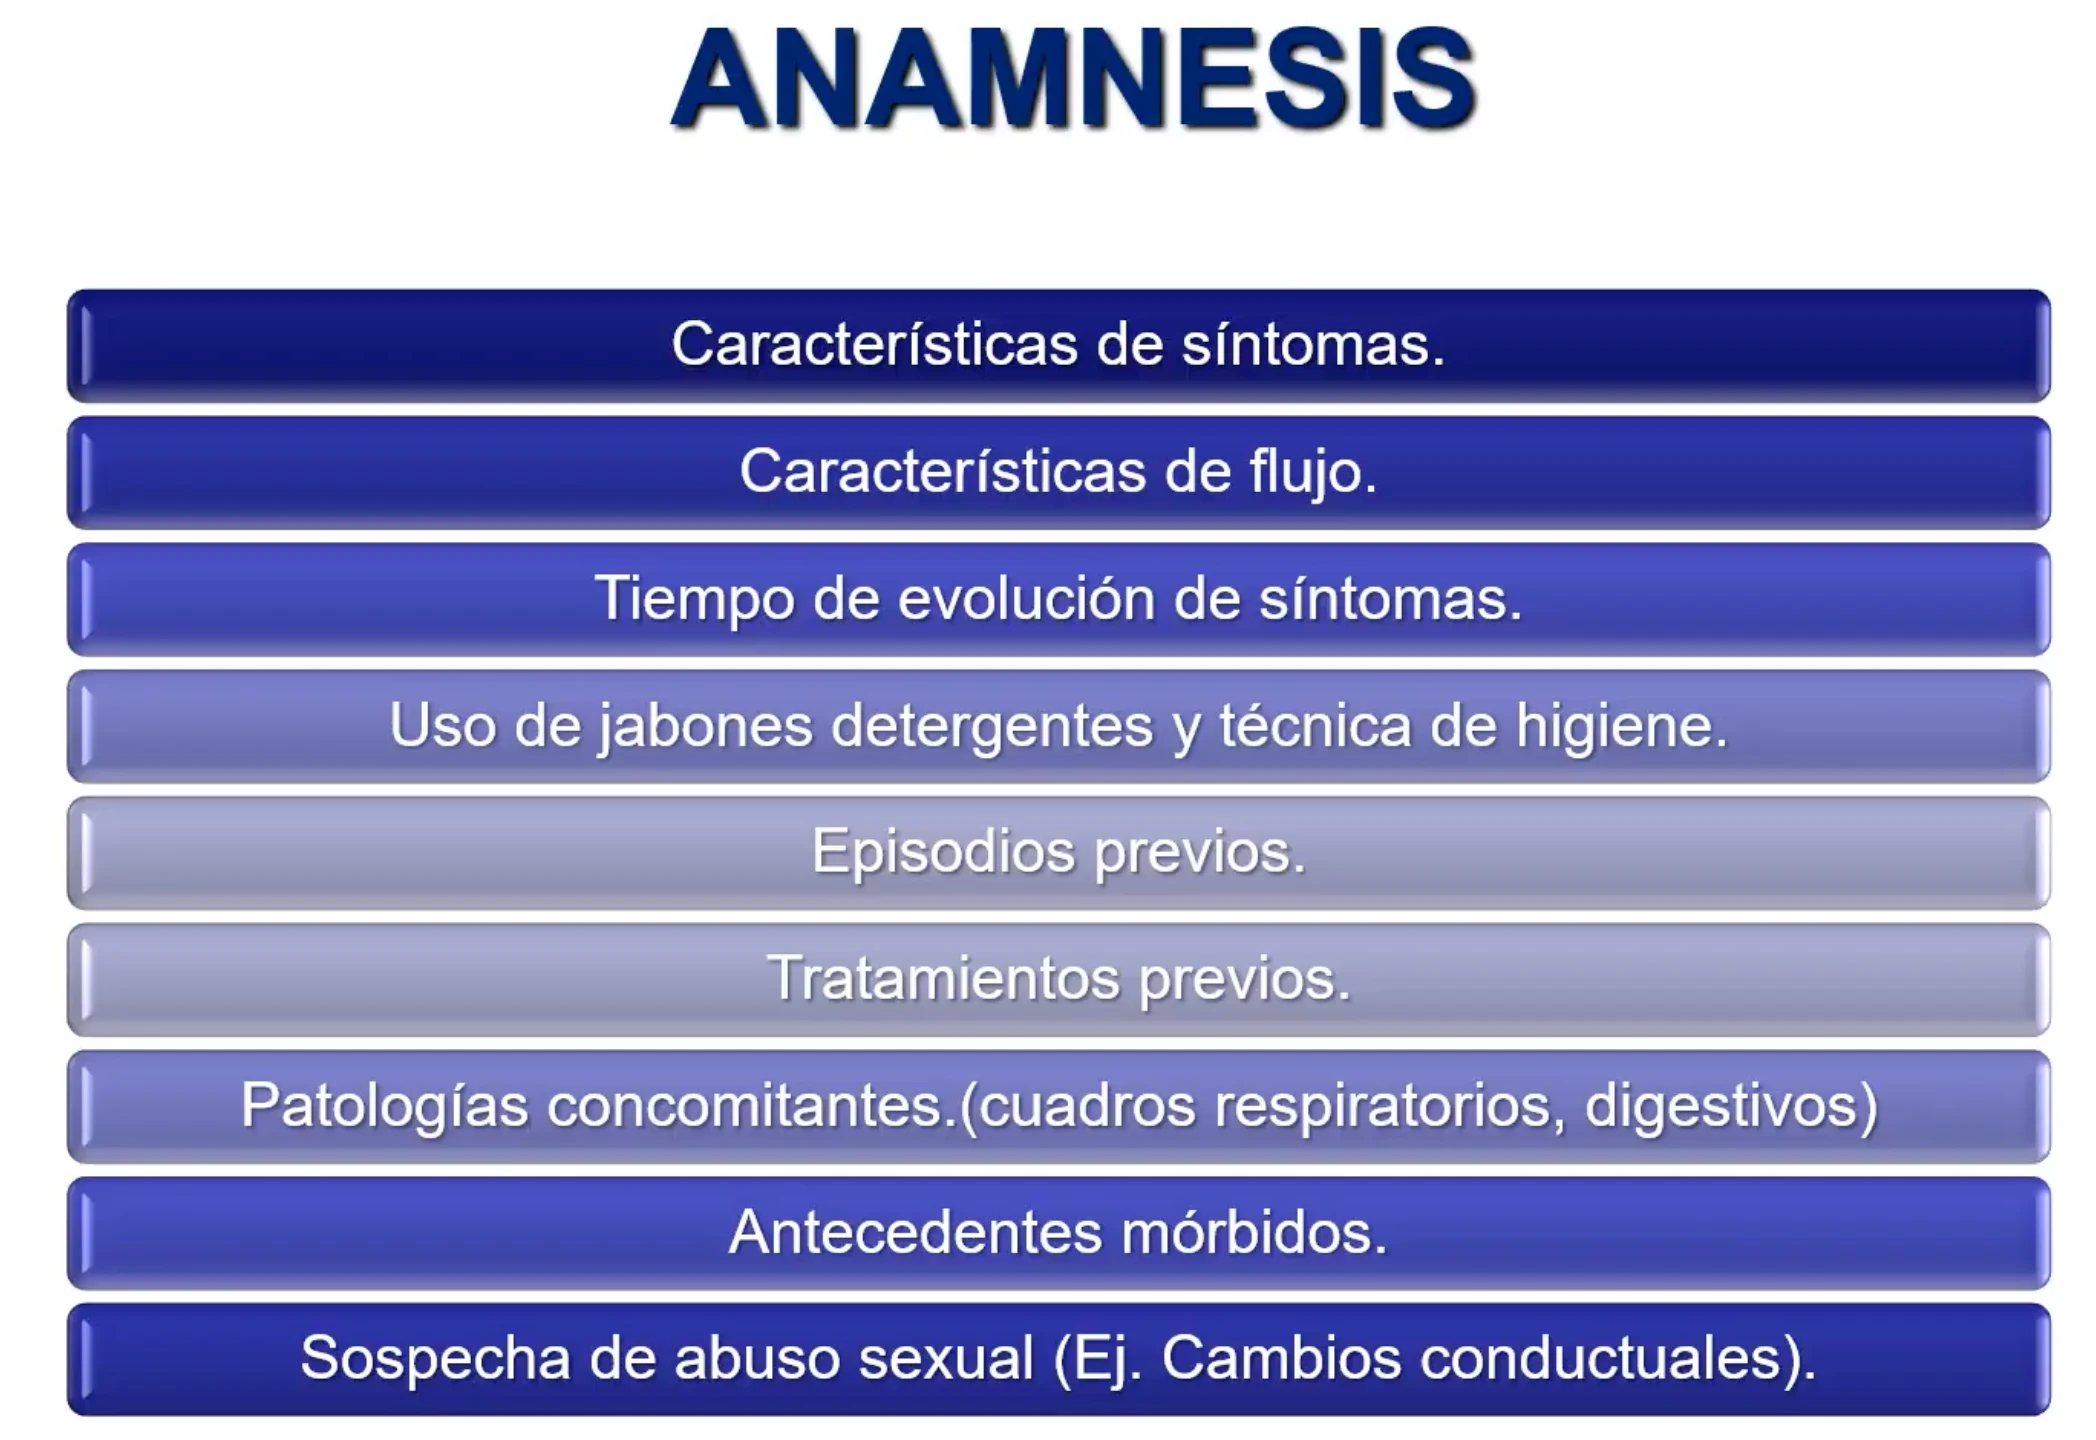 ANAMNESIS
Características de síntomas.
Características de flujo.
Tiempo de evolución de síntomas.
Uso de jabones detergentes y técnica de higiene.
Episodios previos.
Tratamientos previos.
Patologías concomitantes.(cuadros respiratorios, digestivos)
Antecedentes mórbidos.
Sospecha de abuso sexual (Ej. Cambios conductuales).